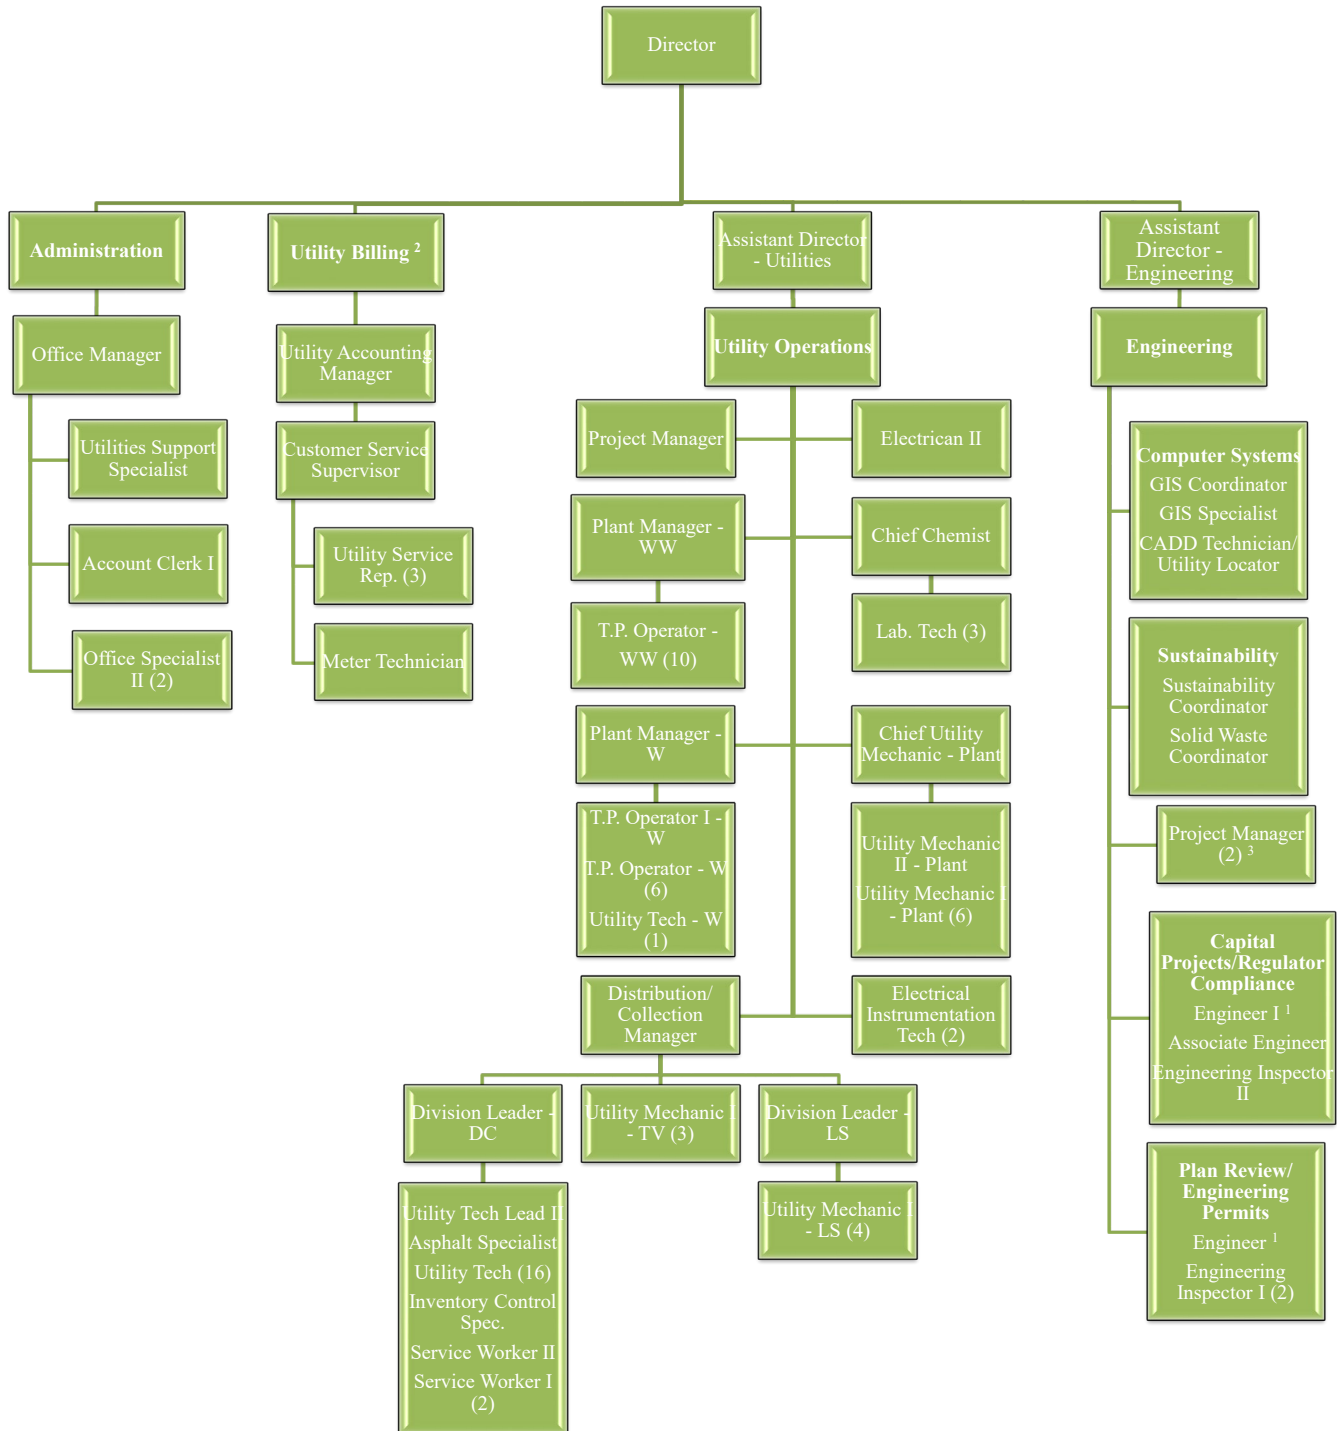 Director
Administration
Utility Billing ²
Assistant Director
- Utilities
Assistant
Director -
Engineering
Office Manager
Utility Accounting
Manager
Utility Operations
Engineering
Utilities Support
Specialist
Account Clerk I
Office Specialist
II (2)
Customer Service
Supervisor
Utility Service
Rep. (3)
Meter Technician
Project Manager
Electrican II
Plant Manager -
WW
Chief Chemist
T.P. Operator -
WW (10)
Lab. Tech (3)
Plant Manager -
W
Chief Utility
Mechanic - Plant
T.P. Operator I -
W
T.P. Operator - W
(6)
Utility Tech - W
(1)
Utility Mechanic
II - Plant
Utility Mechanic I
- Plant (6)
Distribution/
Collection
Manager
Electrical
Instrumentation
Tech (2)
Division Leader -
DC
Utility Mechanic I
- TV (3)
Division Leader -
LS
Utility Tech Lead II
Asphalt Specialist
Utility Tech (16)
Inventory Control
Spec.
Service Worker II
Service Worker I
(2)
Utility Mechanic I
- LS (4)
Computer Systems
GIS Coordinator
GIS Specialist
CADD Technician/
Utility Locator
Sustainability
Sustainability
Coordinator
Solid Waste
Coordinator
Project Manager
(2) ³
Capital
Projects/Regulator
Compliance
Engineer I ¹
Associate Engineer
Engineering Inspector
II
Plan Review/
Engineering
Permits
Engineer ¹
Engineering
Inspector I (2)